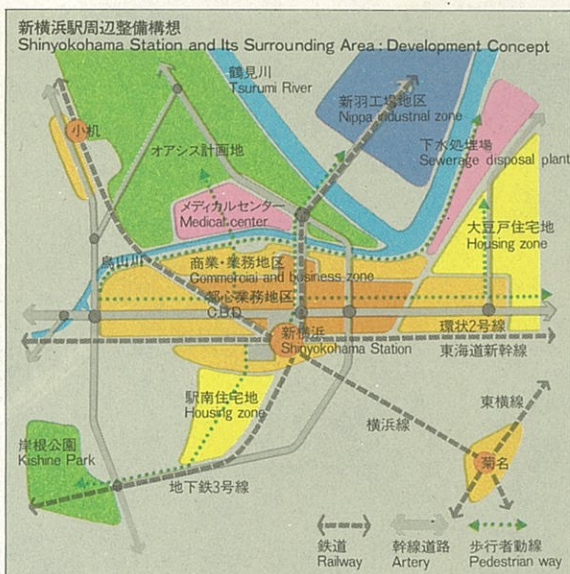 新横浜駅周辺整備構想
Shinyokohama Station and Its Surrounding Area : Development Concept
鶴見川
Tsurumi River
新羽工場地区
Nippa industrial zone
小机
オアシス計画地
下水処理場
Sewerage disposal plant
メディカルセンター
Medical center
大豆戸住宅地
Housing zone
鳥山川
商業・業務地区
Commercial and business zone
都心業務地区
C.B.D.
新横浜
Shinyokohama Station
環状2号線
東海道新幹線
駅南住宅地
Housing zone
東横線
横浜線
岸根公園
Kishine Park
菊名
地下鉄3号線
鉄道
Railway
幹線道路
Artery
歩行者動線
Pedestrian way